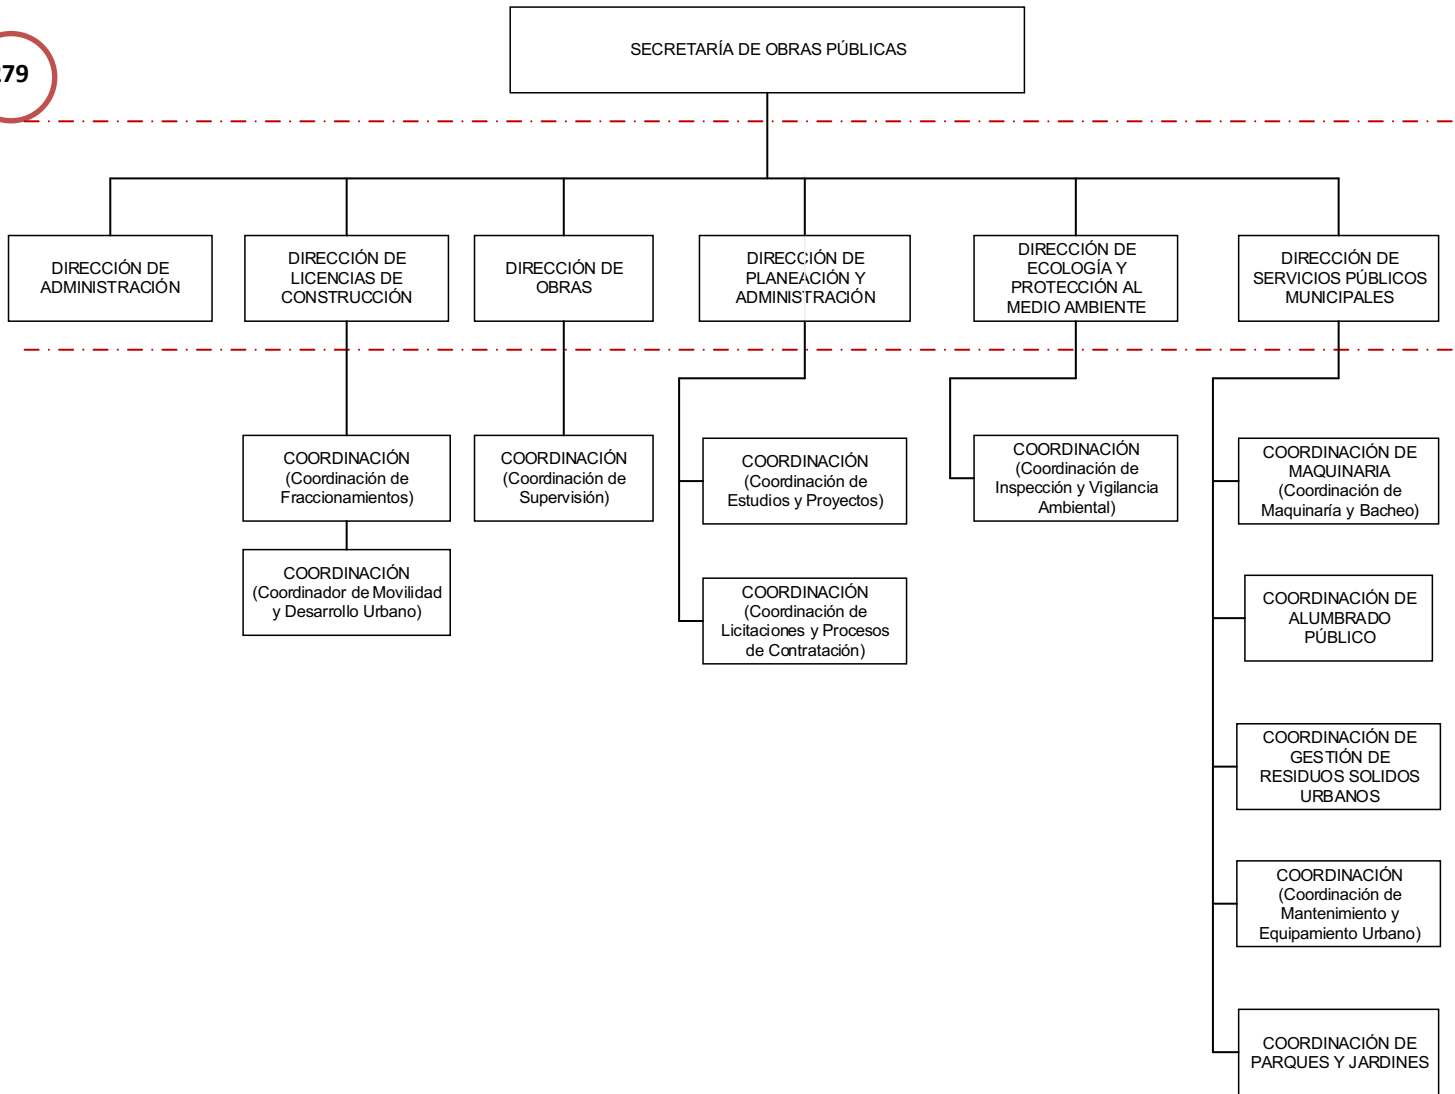 SECRETARÍA DE OBRAS PÚBLICAS
279
DIRECCIÓN DE
ADMINISTRACIÓN
DIRECCIÓN DE
LICENCIAS DE
CONSTRUCCIÓN
DIRECCIÓN DE
OBRAS
DIRECCIÓN DE
PLANEACIÓN Y
ADMINISTRACIÓN
DIRECCIÓN DE
ECOLOGÍA Y
PROTECCIÓN AL
MEDIO AMBIENTE
DIRECCIÓN DE
SERVICIOS PÚBLICOS
MUNICIPALES
COORDINACIÓN
(Coordinación de
Fraccionamientos)
COORDINACIÓN
(Coordinador de Movilidad
y Desarrollo Urbano)
COORDINACIÓN
(Coordinación de
Supervisión)
COORDINACIÓN
(Coordinación de
Estudios y Proyectos)
COORDINACIÓN
(Coordinación de
Licitaciones y Procesos
de Contratación)
COORDINACIÓN
(Coordinación de
Inspección y Vigilancia
Ambiental)
COORDINACIÓN DE
MAQUINARIA
(Coordinación de
Maquinaría y Bacheo)
COORDINACIÓN DE
ALUMBRADO
PÚBLICO
COORDINACIÓN DE
GESTIÓN DE
RESIDUOS SOLIDOS
URBANOS
COORDINACIÓN
(Coordinación de
Mantenimiento y
Equipamiento Urbano)
COORDINACIÓN DE
PARQUES Y JARDINES